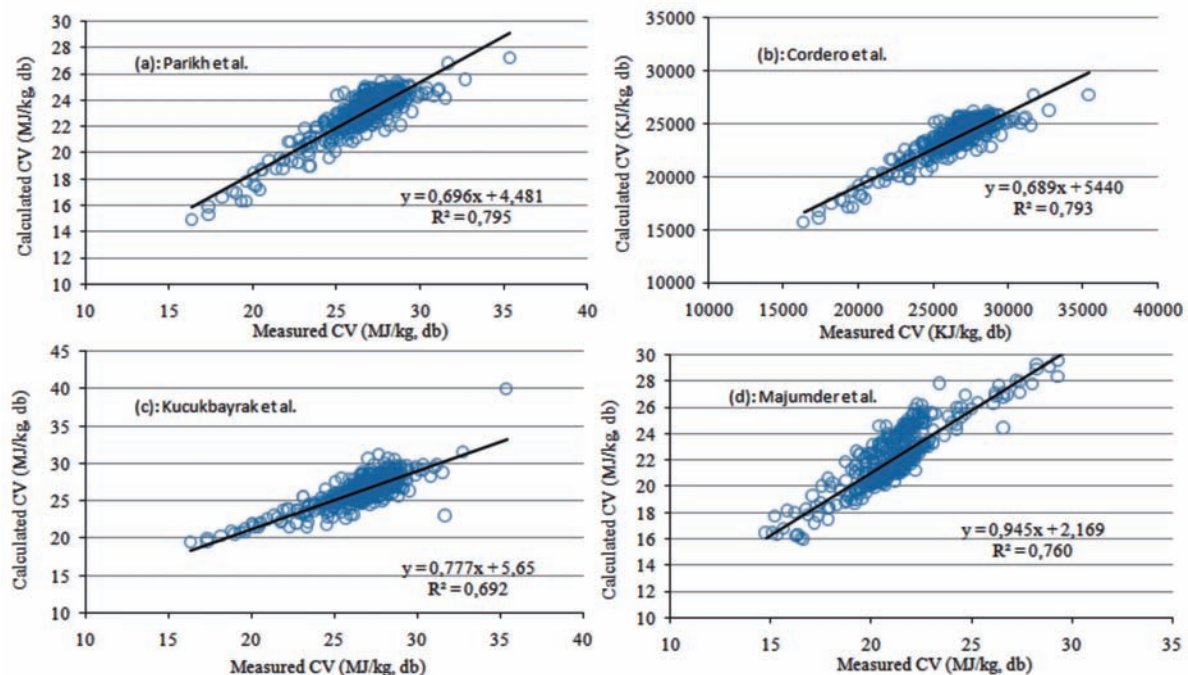 30
28
26
24
22
20
18
16
14
12
10
Calculated CV (MJ/kg, db)
(a): Parikh et al.
y = 0,696x + 4,481
R² = 0,795
10 15 20 25 30 35 40
Measured CV (MJ/kg, db)
35000
30000
25000
20000
15000
10000
Calculated CV (KJ/kg, db)
(b): Cordero et al.
y = 0,689x + 5440
R² = 0,793
10000 15000 20000 25000 30000 35000 40000
Measured CV (KJ/kg, db)
45
40
35
30
25
20
15
10
Calculated CV (MJ/kg, db)
(c): Kucukbayrak et al.
y = 0,777x + 5,65
R² = 0,692
10 15 20 25 30 35 40
Measured CV (MJ/kg, db)
30
28
26
24
22
20
18
16
14
12
10
Calculated CV (MJ/kg, db)
(d): Majumder et al.
y = 0,945x + 2,169
R² = 0,760
10 15 20 25 30 35
Measured CV (MJ/kg, db)